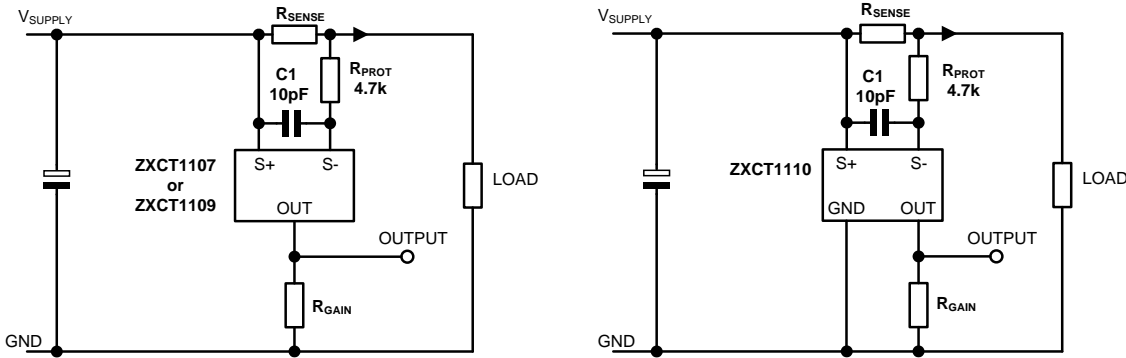 VSUPPLY
RSENSE
C1
10pF
RPROT
4.7k
ZXCT1107
or
ZXCT1109
S+ S-
OUT
LOAD
OUTPUT
RGAIN
GND
VSUPPLY
RSENSE
C1
10pF
RPROT
4.7k
ZXCT1110
S+ S-
GND OUT
LOAD
OUTPUT
RGAIN
GND